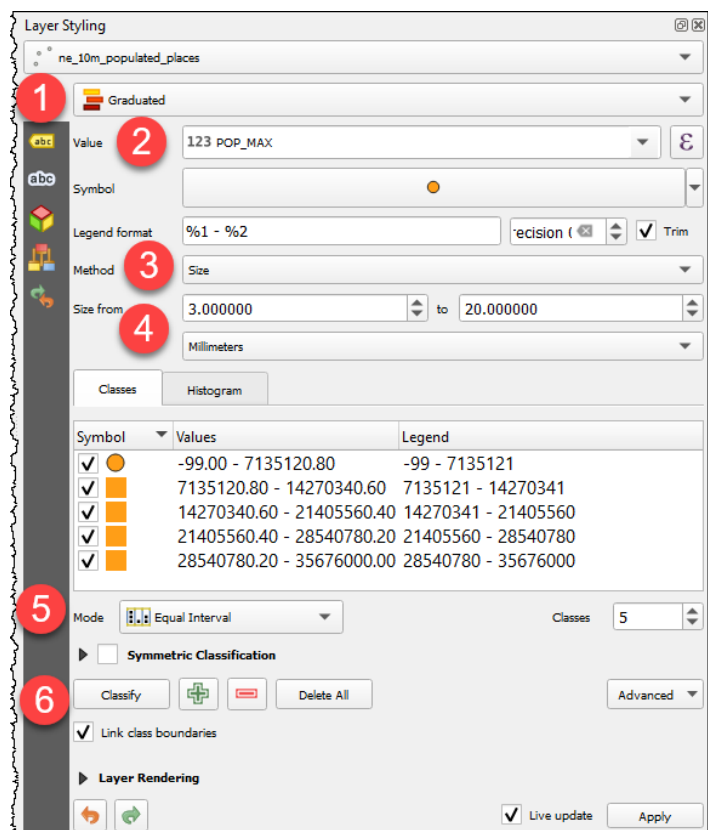 Layer Styling
ne_10m_populated_places
1
Graduated
abc
Value
2
123 POP_MAX
ε
abc
Symbol
Legend format
%1 - %2
recision (
Trim
Method
3
Size
Size from
4
3.000000
to
20.000000
Millimeters
Classes
Histogram
Symbol Values Legend
-99.00 - 7135120.80 -99 - 7135121
7135120.80 - 14270340.60 7135121 - 14270341
14270340.60 - 21405560.40 14270341 - 21405560
21405560.40 - 28540780.20 21405560 - 28540780
28540780.20 - 35676000.00 28540780 - 35676000
5
Mode
Equal Interval
Classes
5
Symmetric Classification
6
Classify
Delete All
Advanced
Link class boundaries
Layer Rendering
Live update
Apply